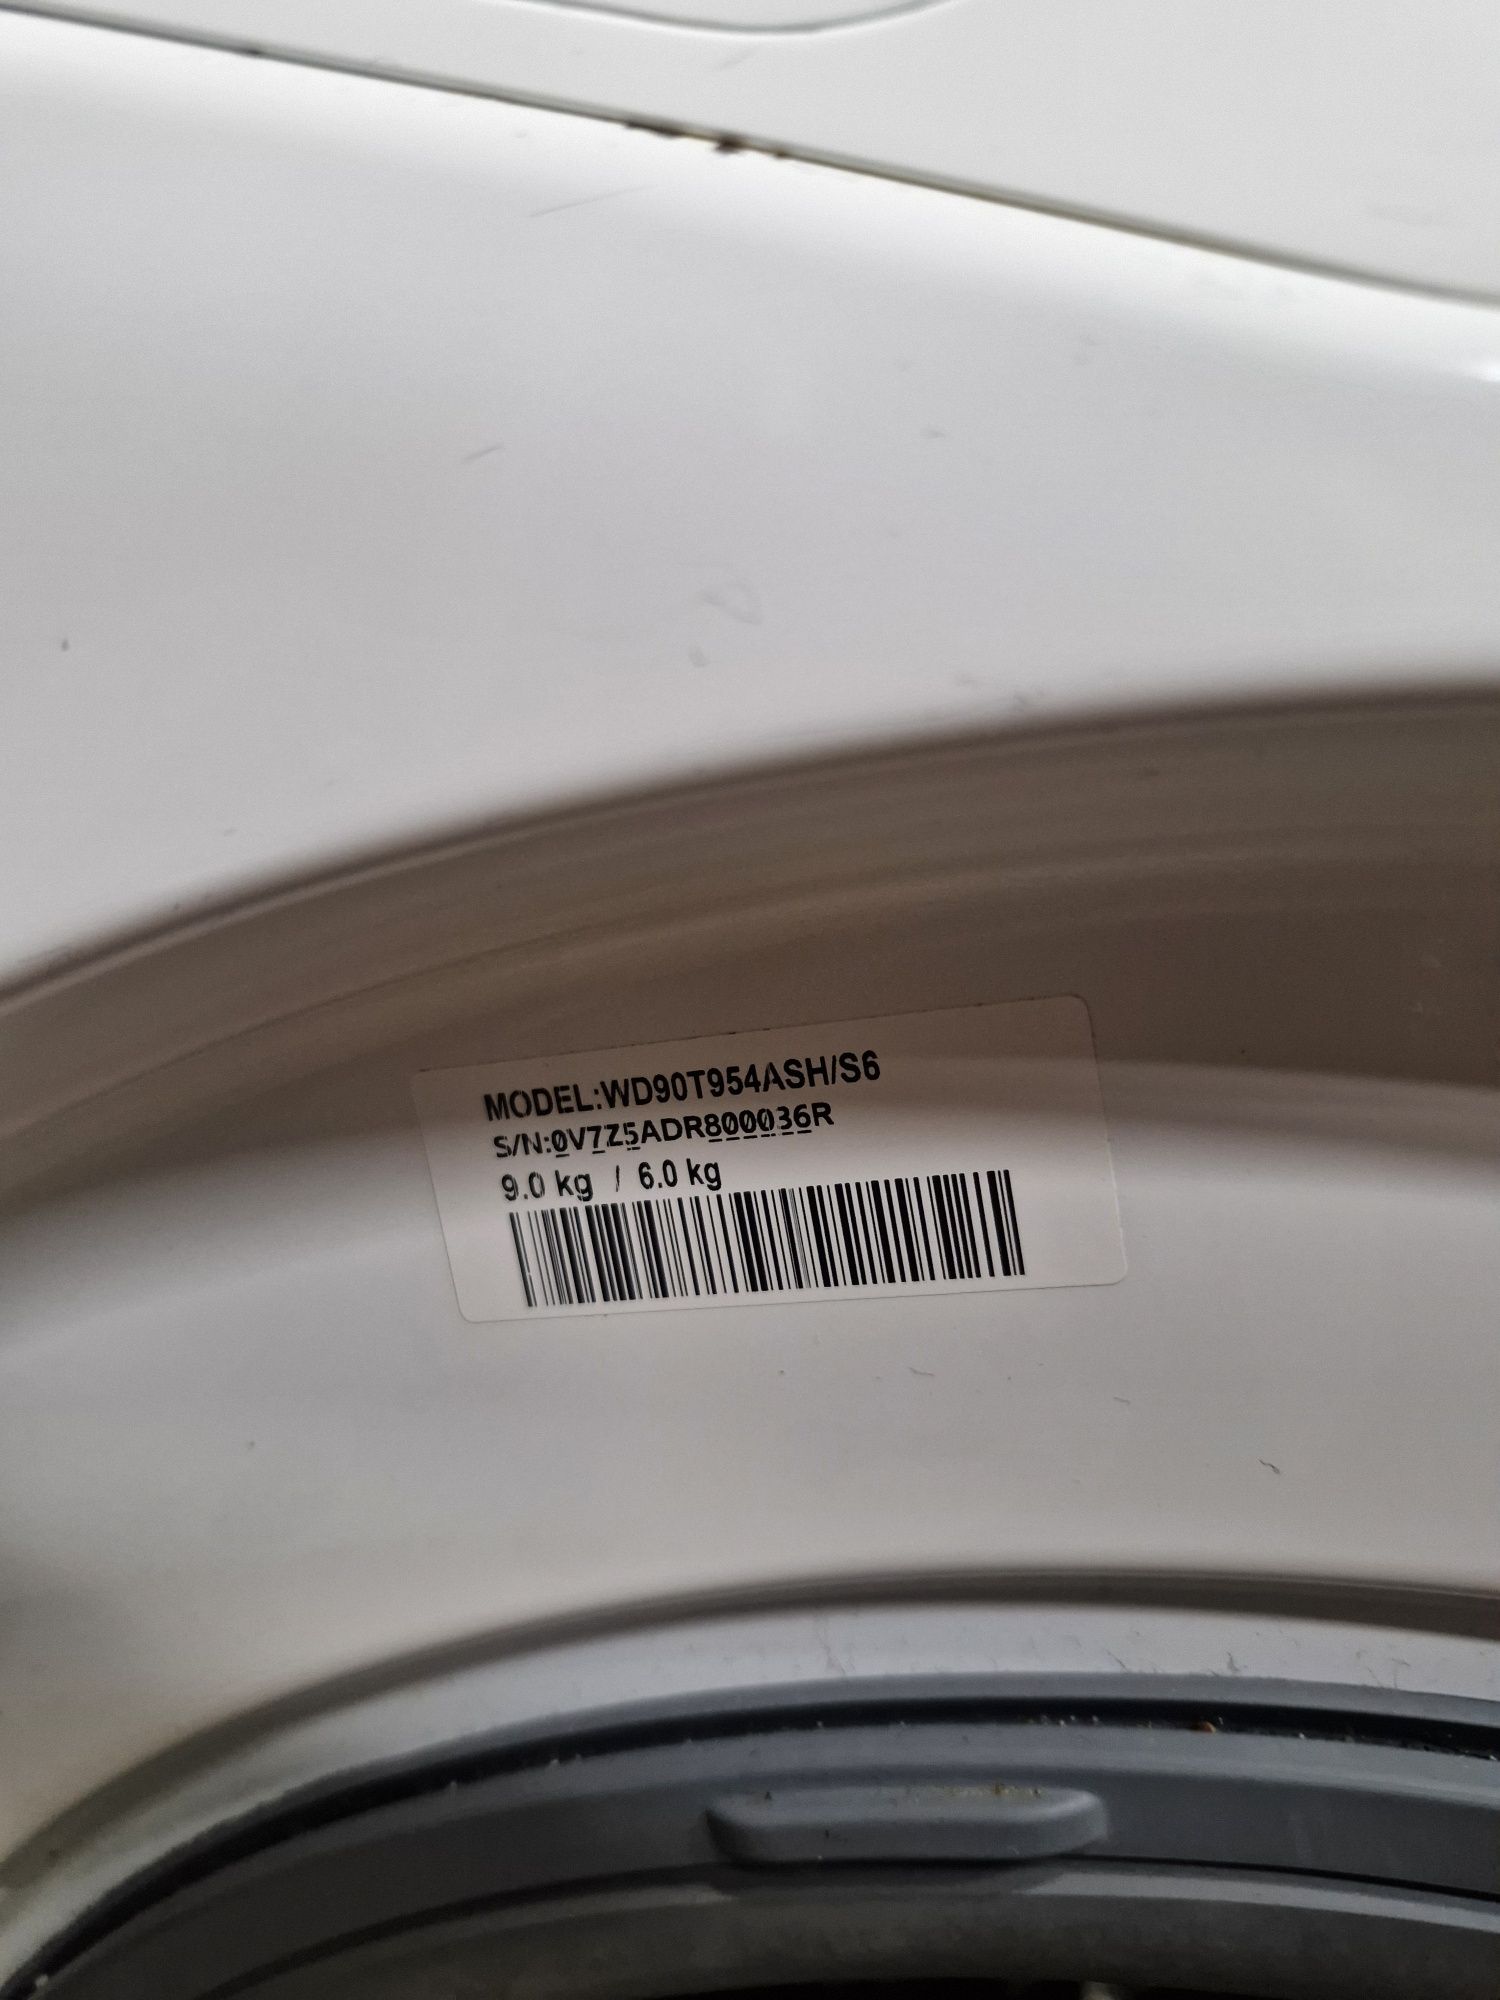 MODEL:WD90T954ASH/S6
S/N:0V7Z5ADR800036R
9.0 kg / 6.0 kg